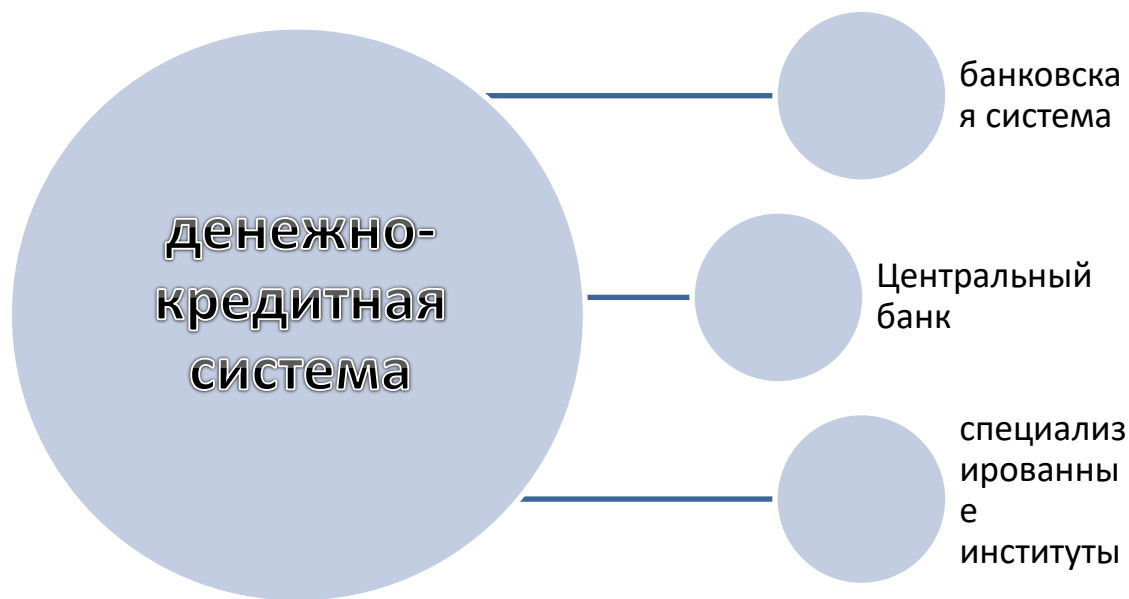 денежно-
кредитная
система
банковска
я система
Центральный
банк
специализ
ированны
е
институты